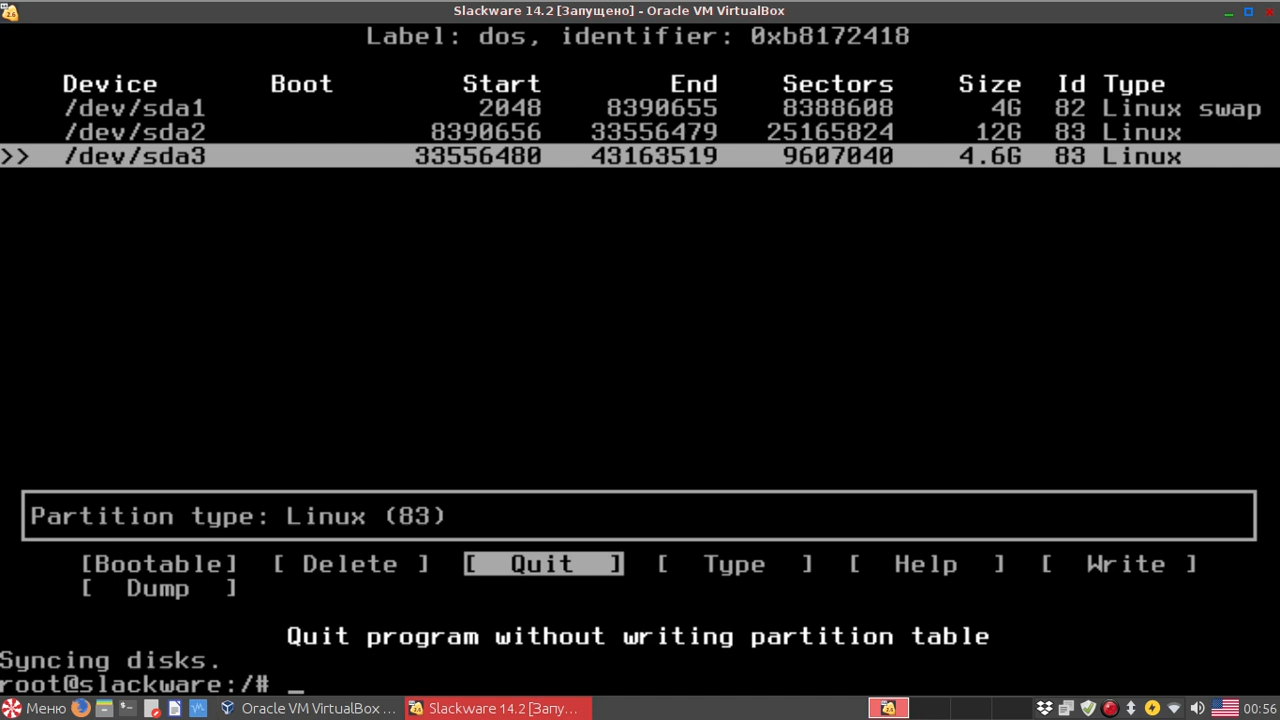 Slackware 14.2 [Запущено] - Oracle VM VirtualBox
Label: dos, identifier: 0xb8172418
Device Boot Start End Sectors Size Id Type
/dev/sda1 2048 8390655 8388608 4G 82 Linux swap
/dev/sda2 8390656 33556479 25165824 12G 83 Linux
>> /dev/sda3 33556480 43163519 9607040 4.6G 83 Linux
Partition type: Linux (83)
[Bootable] [ Delete ] [ Quit ] [ Type ] [ Help ] [ Write ]
[ Dump ]
Quit program without writing partition table
Syncing disks.
root@slackware:/# _
Меню Oracle VM VirtualBox ... Slackware 14.2 [Запу... 00:56